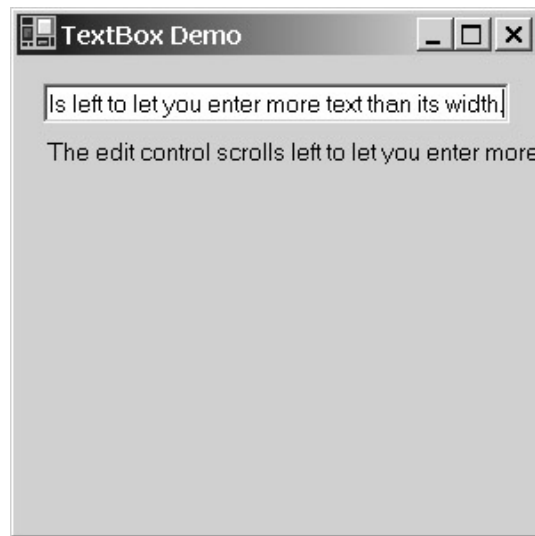 TextBox Demo
ls left to let you enter more text than its width.
The edit control scrolls left to let you enter more